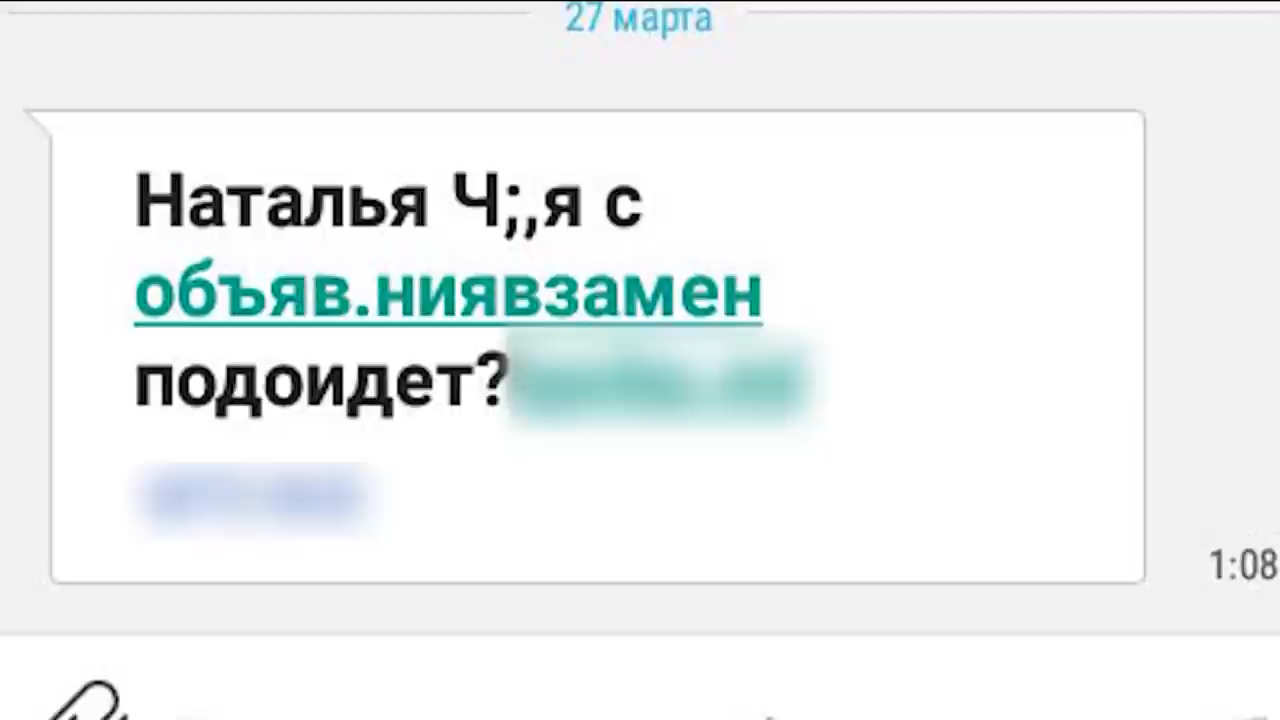 27 марта
Наталья Ч;,я с
объяв.ниявзамен
подоидет?
1:08